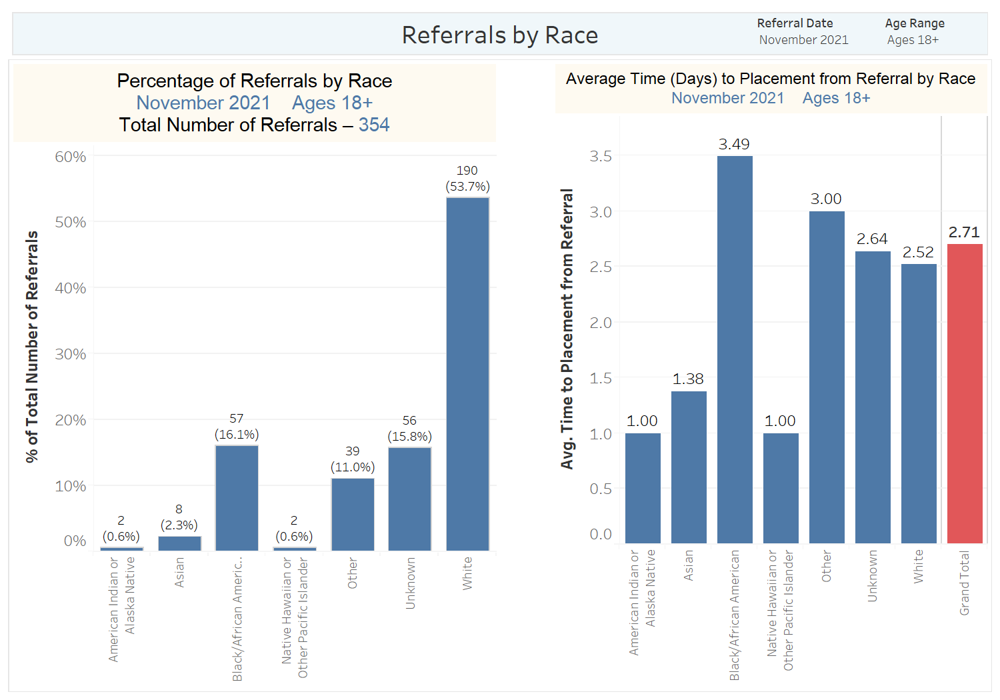 Referrals by Race
Referral Date
November 2021
Age Range
Ages 18+
Percentage of Referrals by Race
November 2021 Ages 18+
Total Number of Referrals – 354
% of Total Number of Referrals
60%
50%
40%
30%
20%
10%
0%
2
(0.6%)
8
(2.3%)
57
(16.1%)
2
(0.6%)
39
(11.0%)
56
(15.8%)
190
(53.7%)
American Indian or
Alaska Native
Asian
Black/African Americ..
Native Hawaiian or
Other Pacific Islander
Other
Unknown
White
Average Time (Days) to Placement from Referral by Race
November 2021 Ages 18+
Avg. Time to Placement from Referral
3.5
3.0
2.5
2.0
1.5
1.0
0.5
0.0
1.00
1.38
3.49
1.00
3.00
2.64
2.52
2.71
American Indian or
Alaska Native
Asian
Black/African American
Native Hawaiian or
Other Pacific Islander
Other
Unknown
White
Grand Total